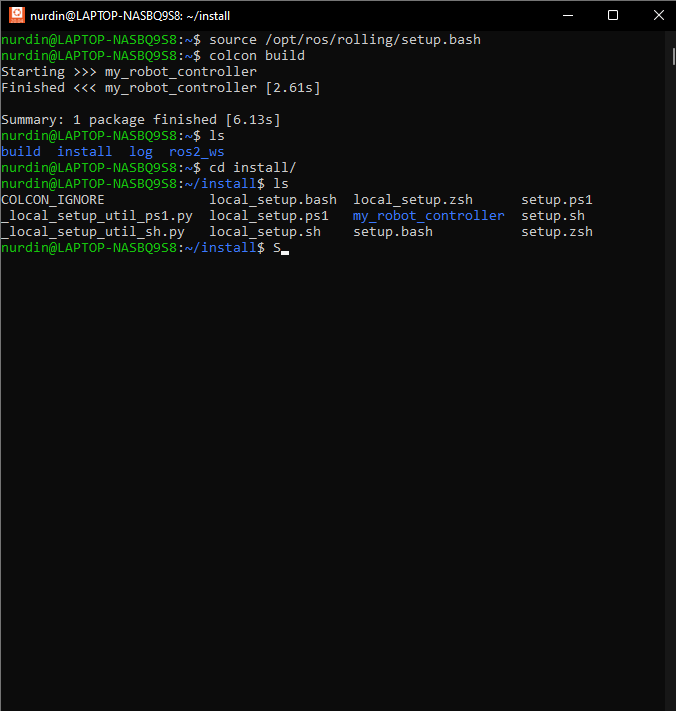 nurdin@LAPTOP-NASBQ9S8: ~/install
nurdin@LAPTOP-NASBQ9S8:~$ source /opt/ros/rolling/setup.bash
nurdin@LAPTOP-NASBQ9S8:~$ colcon build
Starting >>> my_robot_controller
Finished <<< my_robot_controller [2.61s]
Summary: 1 package finished [6.13s]
nurdin@LAPTOP-NASBQ9S8:~$ ls
build  install  log  ros2_ws
nurdin@LAPTOP-NASBQ9S8:~$ cd install/
nurdin@LAPTOP-NASBQ9S8:~/install$ ls
COLCON_IGNORE             local_setup.bash  local_setup.zsh      setup.ps1
_local_setup_util_ps1.py  local_setup.ps1   my_robot_controller  setup.sh
_local_setup_util_sh.py   local_setup.sh    setup.bash           setup.zsh
nurdin@LAPTOP-NASBQ9S8:~/install$ S